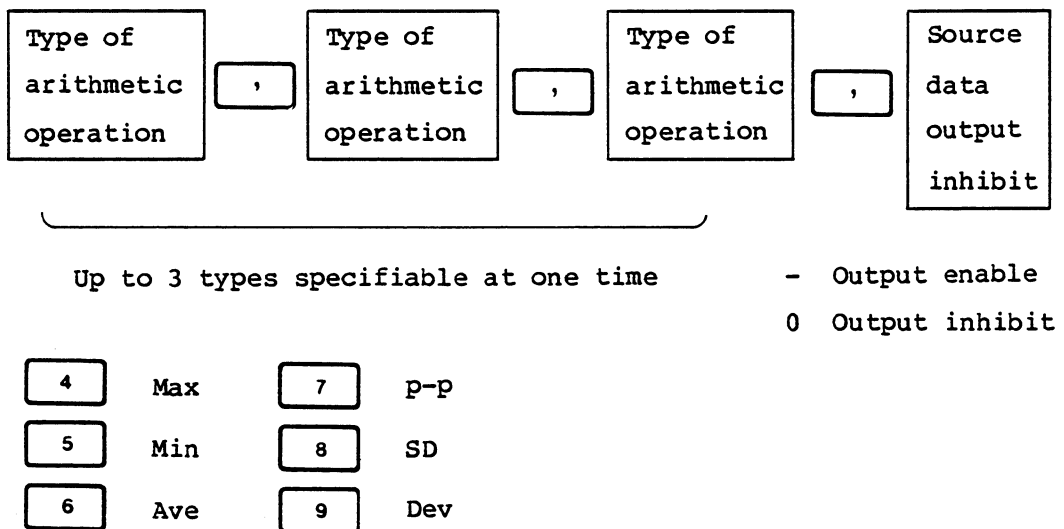 Type of
arithmetic
operation
,
Type of
arithmetic
operation
,
Type of
arithmetic
operation
,
Source
data
output
inhibit
Up to 3 types specifiable at one time
- Output enable
0 Output inhibit
4 Max 7 p-p
5 Min 8 SD
6 Ave 9 Dev